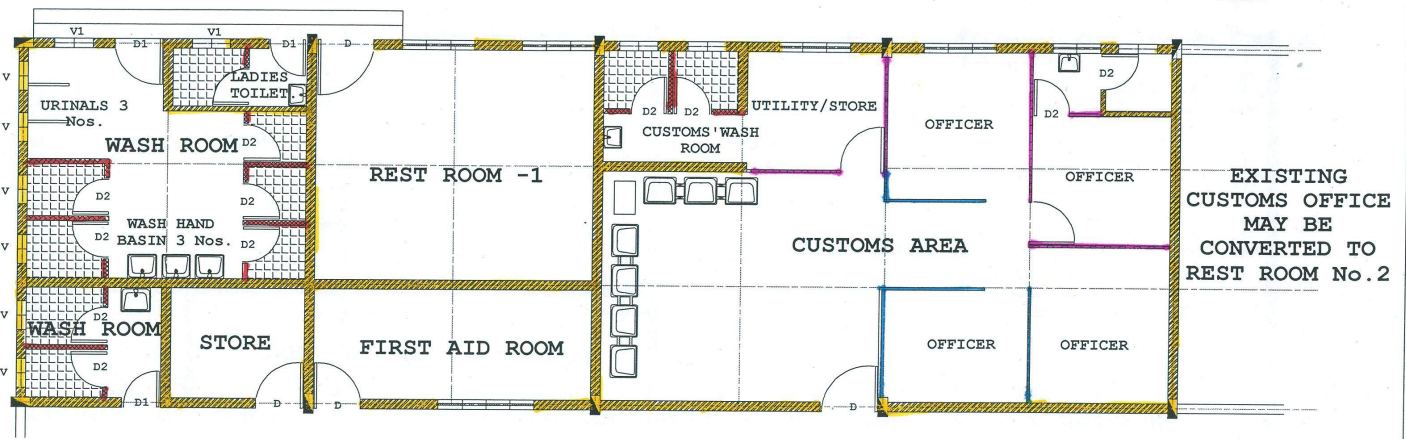 V1
D1
V1
D1
D
V
LADIES
TOILET.
D2
V
URINALS 3
Nos.
D2
D2
UTILITY/STORE
D2
OFFICER
V
WASH ROOM
D2
CUSTOMS'WASH
ROOM
V
D2
D2
REST ROOM -1
OFFICER
EXISTING
CUSTOMS OFFICE
MAY BE
CONVERTED TO
REST ROOM No.2
V
WASH HAND
BASIN 3 Nos.
D2
D2
CUSTOMS AREA
V
D2
WASH ROOM
STORE
FIRST AID ROOM
OFFICER
OFFICER
V
D2
D1
D
D
D